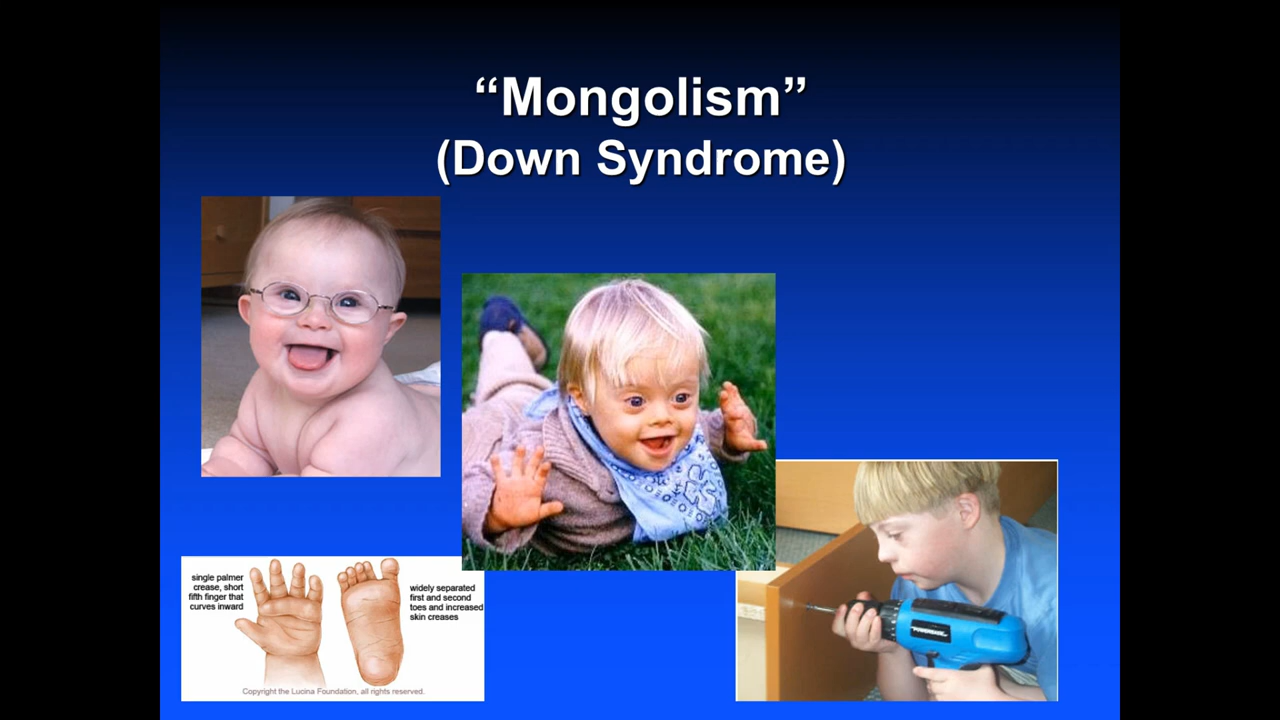 “Mongolism”
(Down Syndrome)
single palmer
crease, short
fifth finger that
curves inward
widely separated
first and second
toes and increased
skin creases
Copyright the Lucina Foundation, all rights reserved.